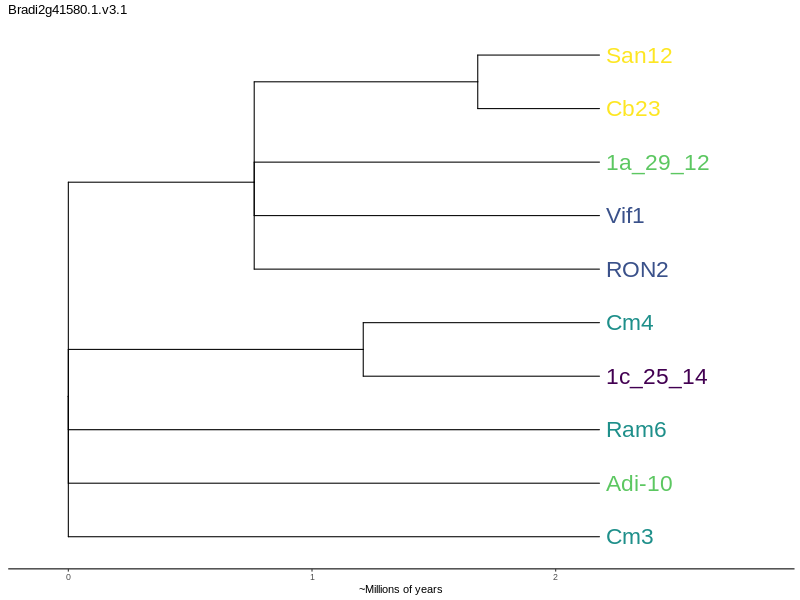 Bradi2g41580.1.v3.1
San12
Cb23
1a_29_12
Vif1
RON2
Cm4
1c_25_14
Ram6
Adi-10
Cm3
0 1 2
~Millions of years